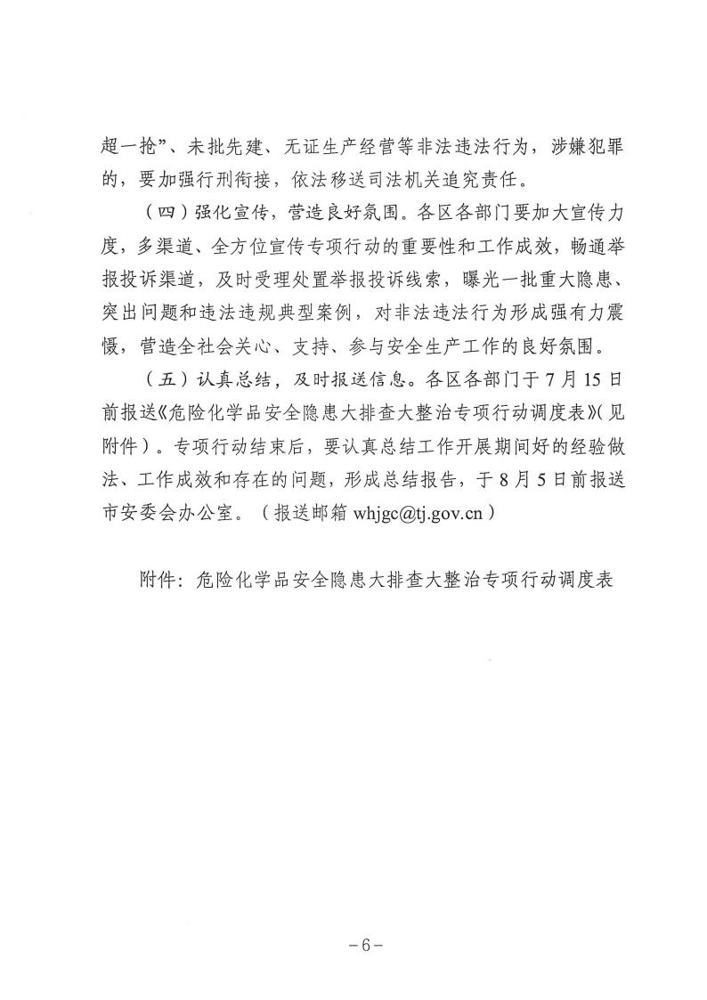 超一抢”、未批先建、无证生产经营等非法违法行为，涉嫌犯罪
的，要加强行刑衔接，依法移送司法机关追究责任。
（四）强化宣传，营造良好氛围。各区各部门要加大宣传力
度，多渠道、全方位宣传专项行动的重要性和工作成效，畅通举
报投诉渠道，及时受理处置举报投诉线索，曝光一批重大隐患、
突出问题和违法违规典型案例，对非法违法行为形成强有力震
慑，营造全社会关心、支持、参与安全生产工作的良好氛围。
（五）认真总结，及时报送信息。各区各部门于 7 月 15 日
前报送《危险化学品安全隐患大排查大整治专项行动调度表》（见
附件）。专项行动结束后，要认真总结工作开展期间好的经验做
法、工作成效和存在的问题，形成总结报告，于 8 月 5 日前报送
市安委会办公室。（报送邮箱 whjgc@tj.gov.cn）
附件：危险化学品安全隐患大排查大整治专项行动调度表
－6－